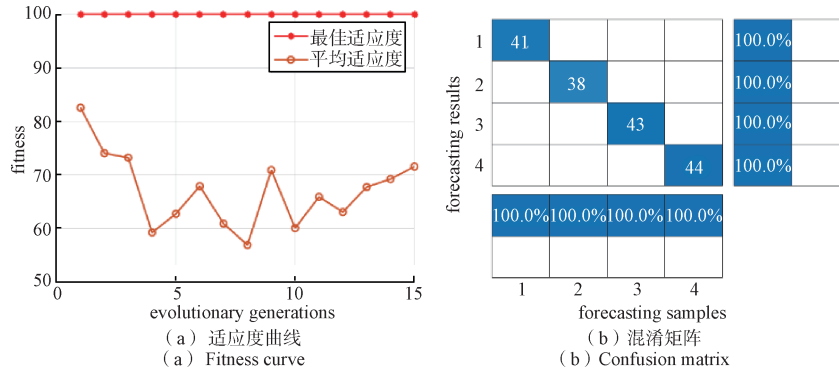 100
90
80
70
60
50
fitness
最佳适应度
平均适应度
0
5
10
15
evolutionary generations
(a) 适应度曲线
(a) Fitness curve
forecasting results
1
2
3
4
41
38
43
44
100.0%
100.0%
100.0%
100.0%
100.0% 100.0% 100.0% 100.0%
1 2 3 4
forecasting samples
(b) 混淆矩阵
(b) Confusion matrix